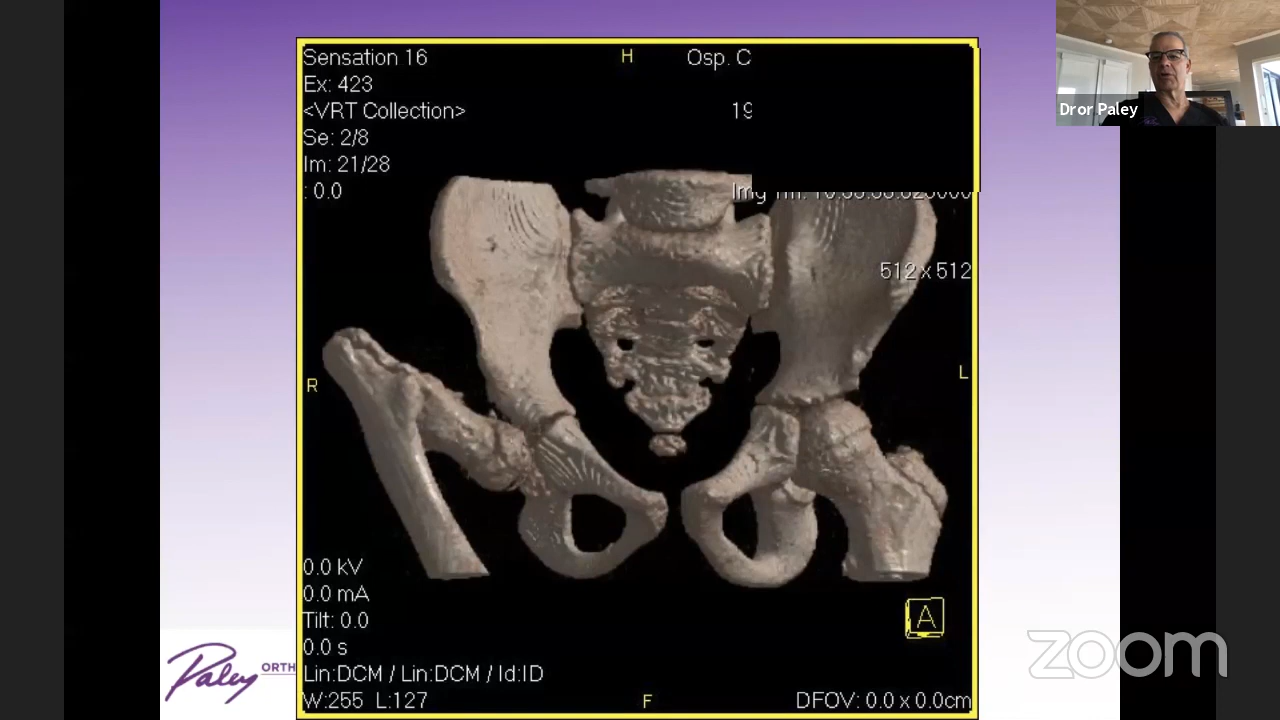 Sensation 16
Ex: 423
<VRT Collection>
Se: 2/8
Im: 21/28
: 0.0
H
Osp. C
19
512 x 512
R
L
0.0 kV
0.0 mA
Tilt: 0.0
0.0 s
Lin:DCM / Lin:DCM / Id:ID
W:255 L:127
F
A
DFOV: 0.0 x 0.0cm
Dror Paley
Paley ORTH
zoom